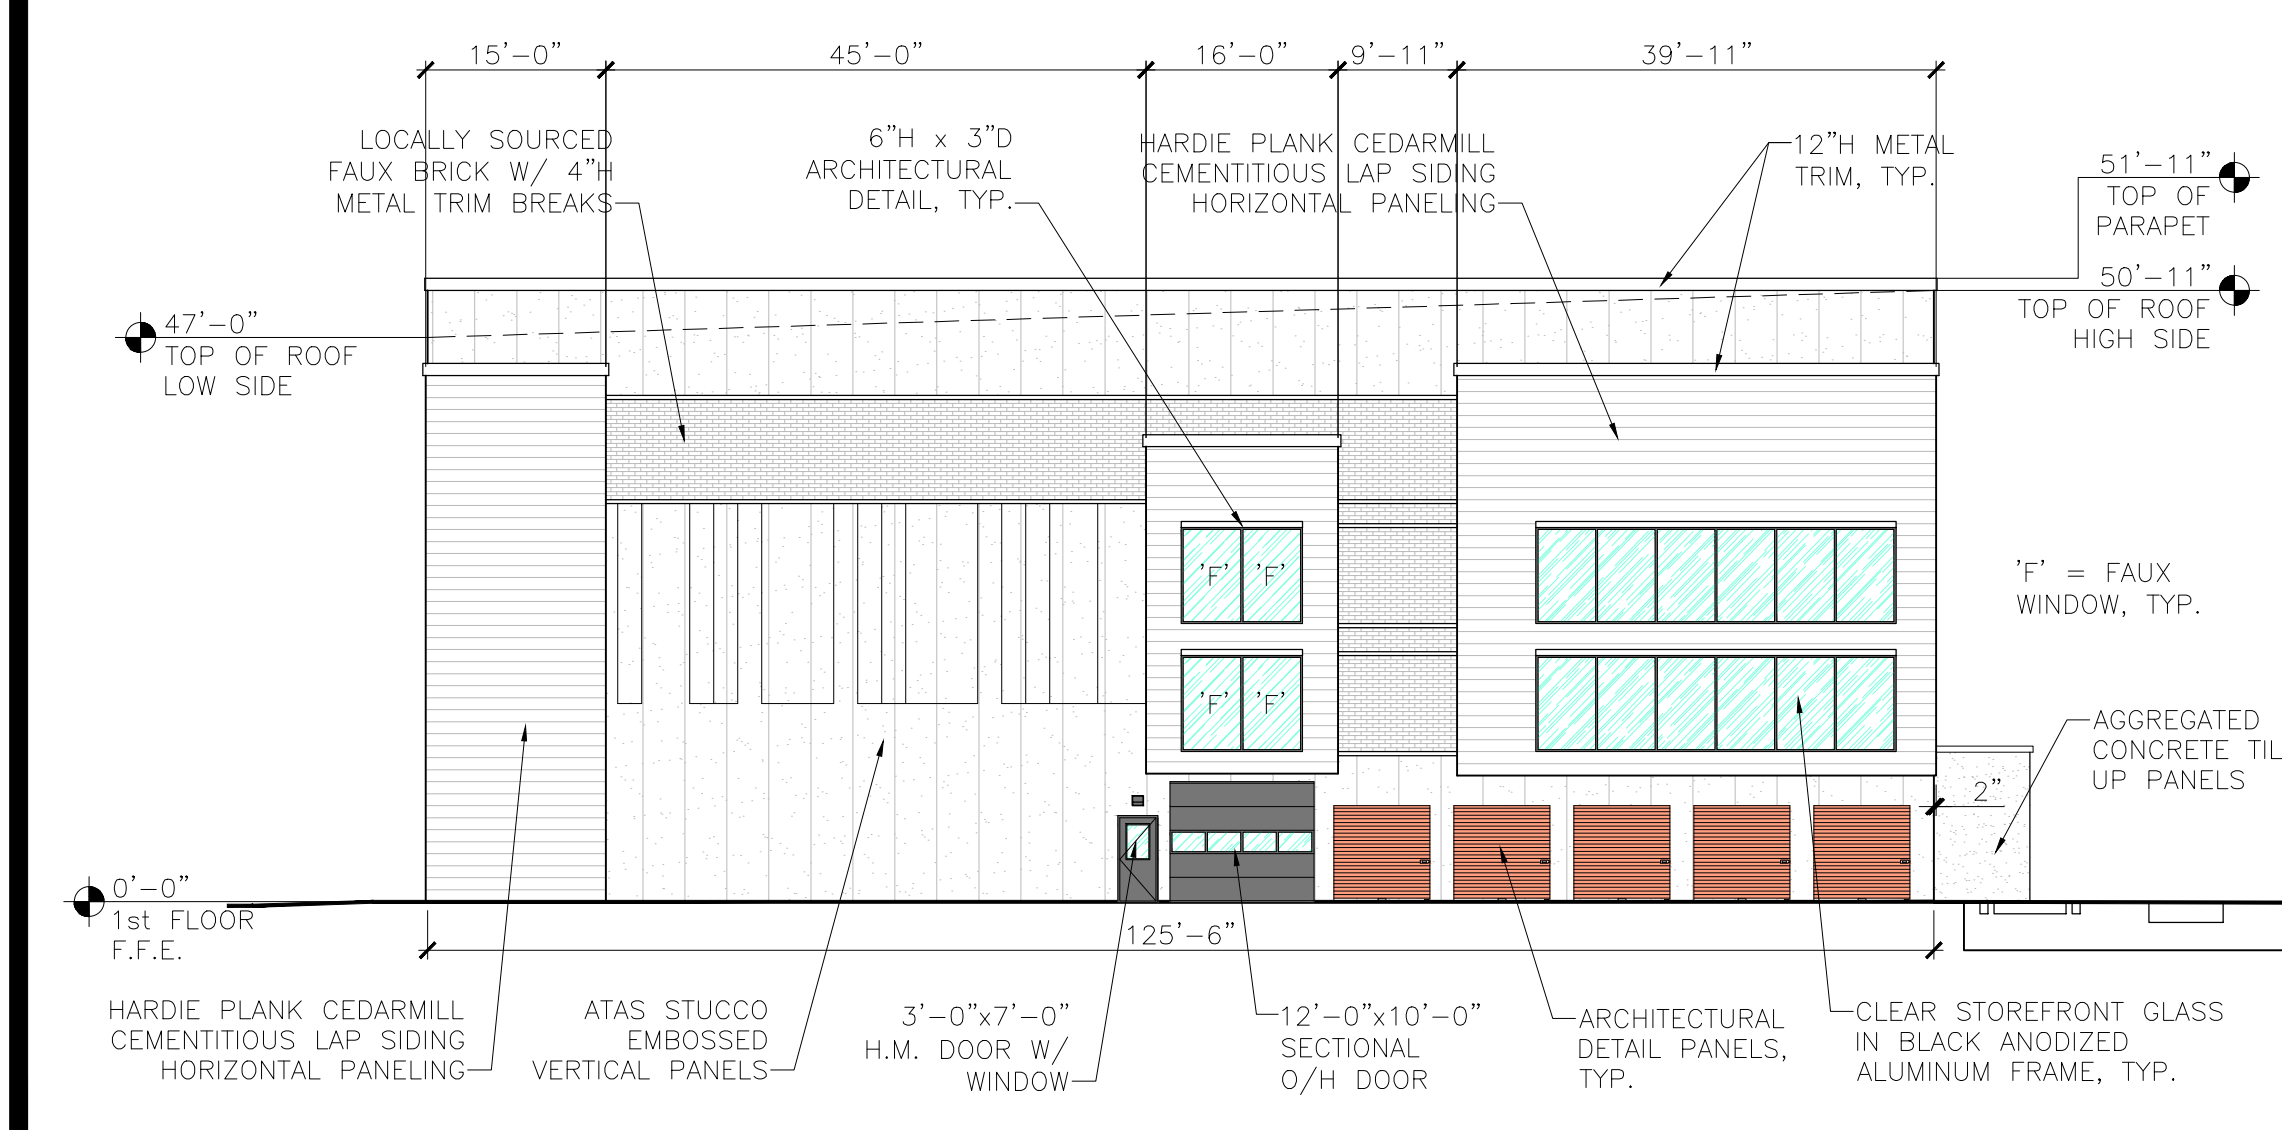 15'-0"
45'-0"
16'-0"
9'-11"
39'-11"
LOCALLY SOURCED
FAUX BRICK W/ 4"H
METAL TRIM BREAKS
6"H x 3"D
ARCHITECTURAL
DETAIL, TYP.
HARDIE PLANK CEDARMILL
CEMENTITIOUS LAP SIDING
HORIZONTAL PANELING
12"H METAL
TRIM, TYP.
51'-11"
TOP OF
PARAPET
50'-11"
TOP OF ROOF
HIGH SIDE
47'-0"
TOP OF ROOF
LOW SIDE
'F' 'F'
'F' 'F'
'F' = FAUX
WINDOW, TYP.
AGGREGATED
CONCRETE TIL
UP PANELS
2"
0'-0"
1st FLOOR
F.F.E.
125'-6"
HARDIE PLANK CEDARMILL
CEMENTITIOUS LAP SIDING
HORIZONTAL PANELING
ATAS STUCCO
EMBOSSED
VERTICAL PANELS
3'-0"x7'-0"
H.M. DOOR W/
WINDOW
12'-0"x10'-0"
SECTIONAL
O/H DOOR
ARCHITECTURAL
DETAIL PANELS,
TYP.
CLEAR STOREFRONT GLASS
IN BLACK ANODIZED
ALUMINUM FRAME, TYP.